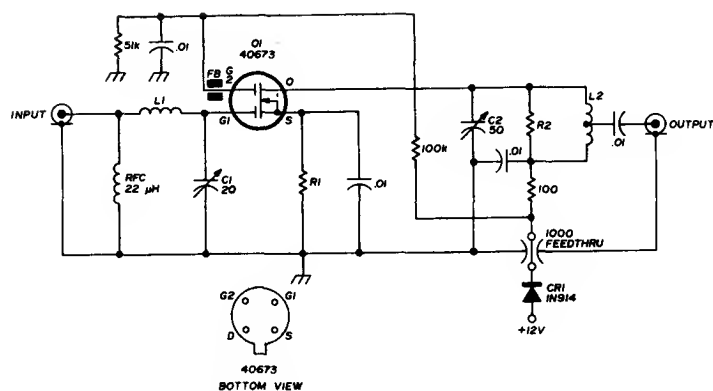 51k
.01
Q1
40673
FB
G
2
D
INPUT
L1
G1
S
C2
50
R2
L2
OUTPUT
.01
.01
100k
RFC
22 μH
C1
20
R1
.01
100
1000
FEEDTHRU
G2
G1
D
S
CR1
1N914
+12V
40673
BOTTOM VIEW